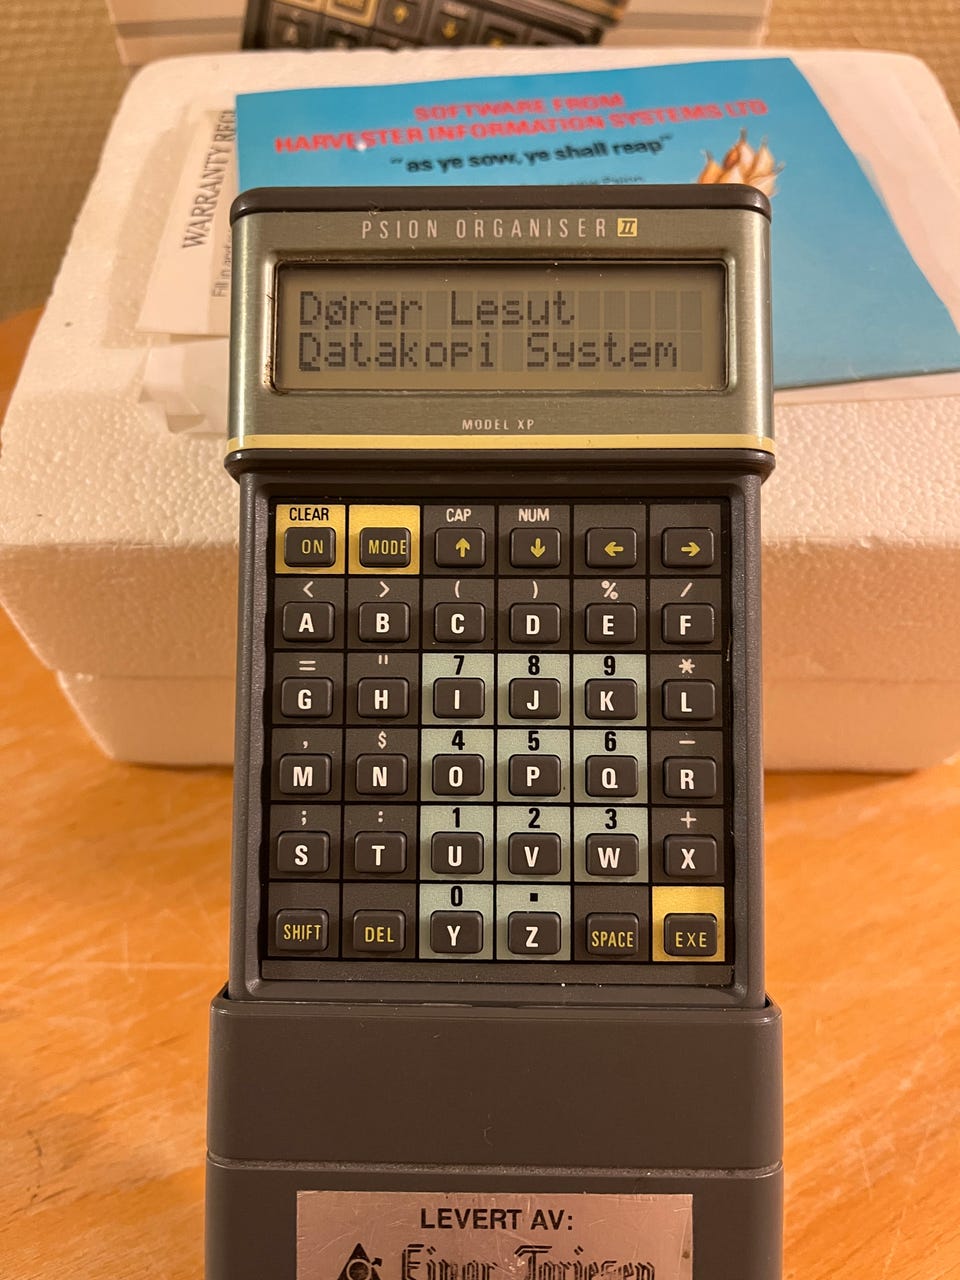 SOFTWARE FROM
HARVESTER INFORMATION SYSTEMS LTD
"as ye sow, ye shall reap"
WARRANTY
PSION ORGANISER II
Dører Lesut
Datakopi System
MODEL XP
CLEAR CAP NUM
ON MODE ↑ ↓ ← →
< > ( ) % /
A B C D E F
= " 7 8 9 *
G H I J K L
, $ 4 5 6 -
M N O P Q R
; : 1 2 3 +
S T U V W X
0 .
SHIFT DEL Y Z SPACE EXE
LEVERT AV:
Einar